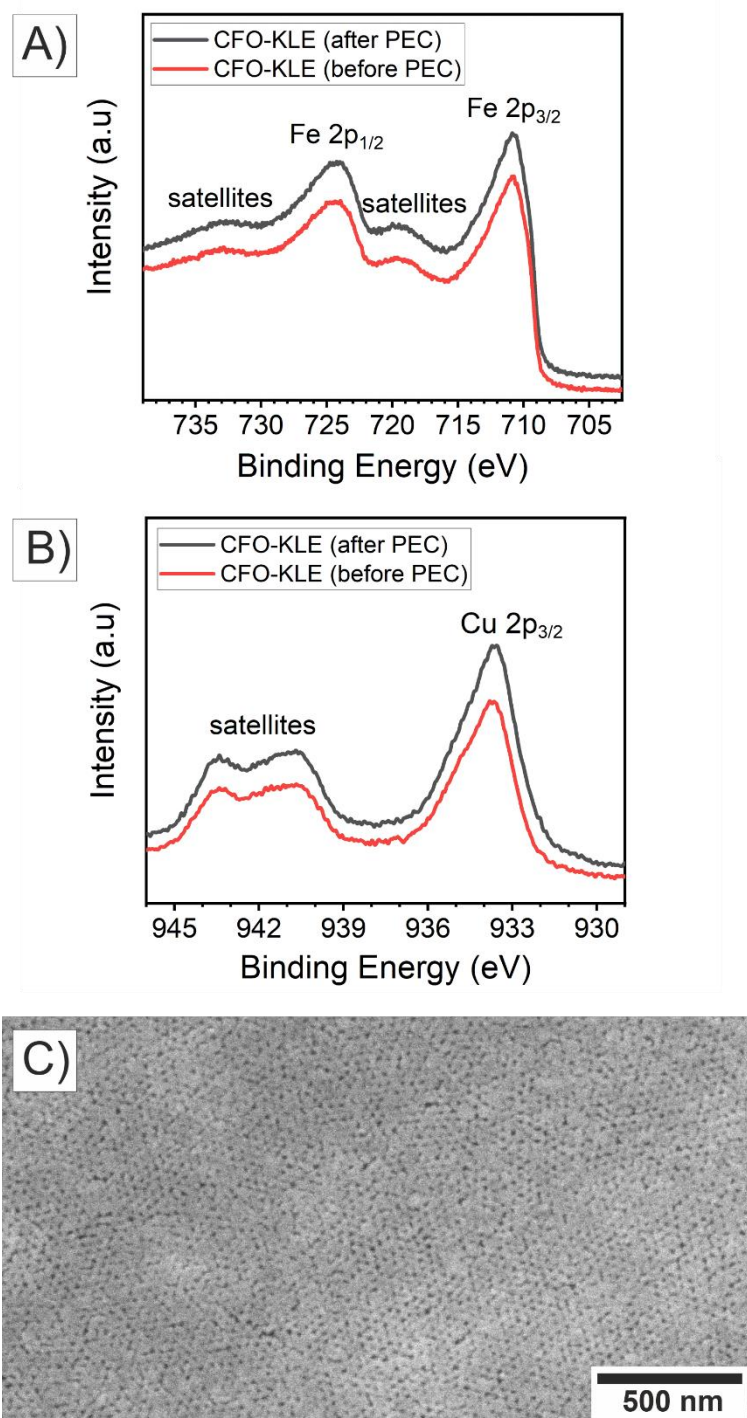 A)
CFO-KLE (after PEC)
CFO-KLE (before PEC)
Fe 2p3/2
Fe 2p1/2
satellites
satellites
Intensity (a.u)
735 730 725 720 715 710 705
Binding Energy (eV)
B)
CFO-KLE (after PEC)
CFO-KLE (before PEC)
Cu 2p3/2
satellites
Intensity (a.u)
945 942 939 936 933 930
Binding Energy (eV)
C)
500 nm